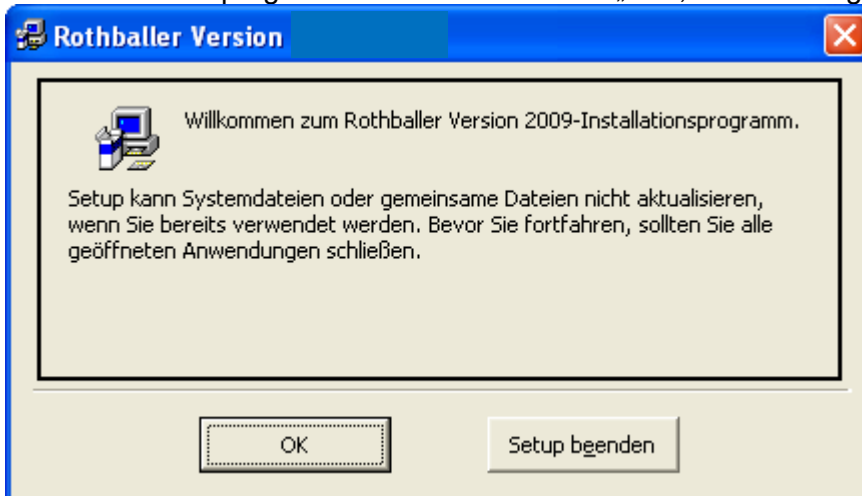 Rothballer Version
Willkommen zum Rothballer Version 2009-Installationsprogramm.
Setup kann Systemdateien oder gemeinsame Dateien nicht aktualisieren,
wenn Sie bereits verwendet werden. Bevor Sie fortfahren, sollten Sie alle
geöffneten Anwendungen schließen.
OK
Setup beenden